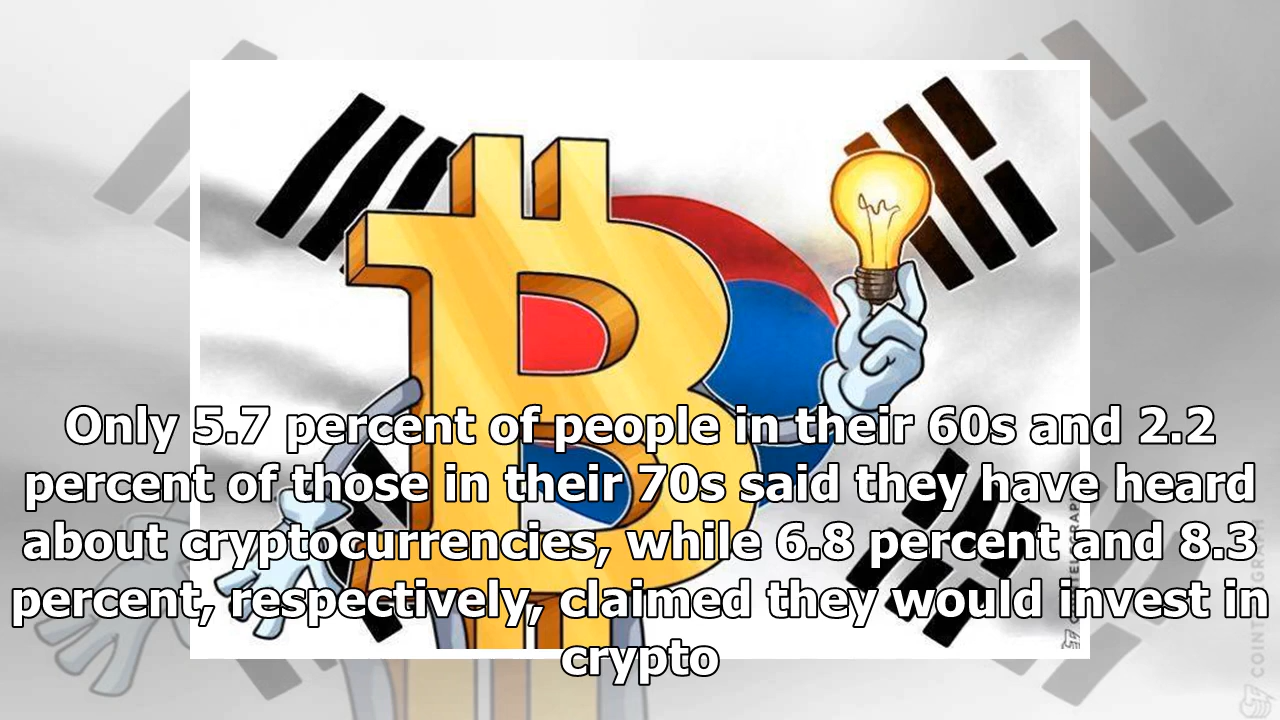 Only 5.7 percent of people in their 60s and 2.2
percent of those in their 70s said they have heard
about cryptocurrencies, while 6.8 percent and 8.3
percent, respectively, claimed they would invest in
crypto
COINTELEGRAPH